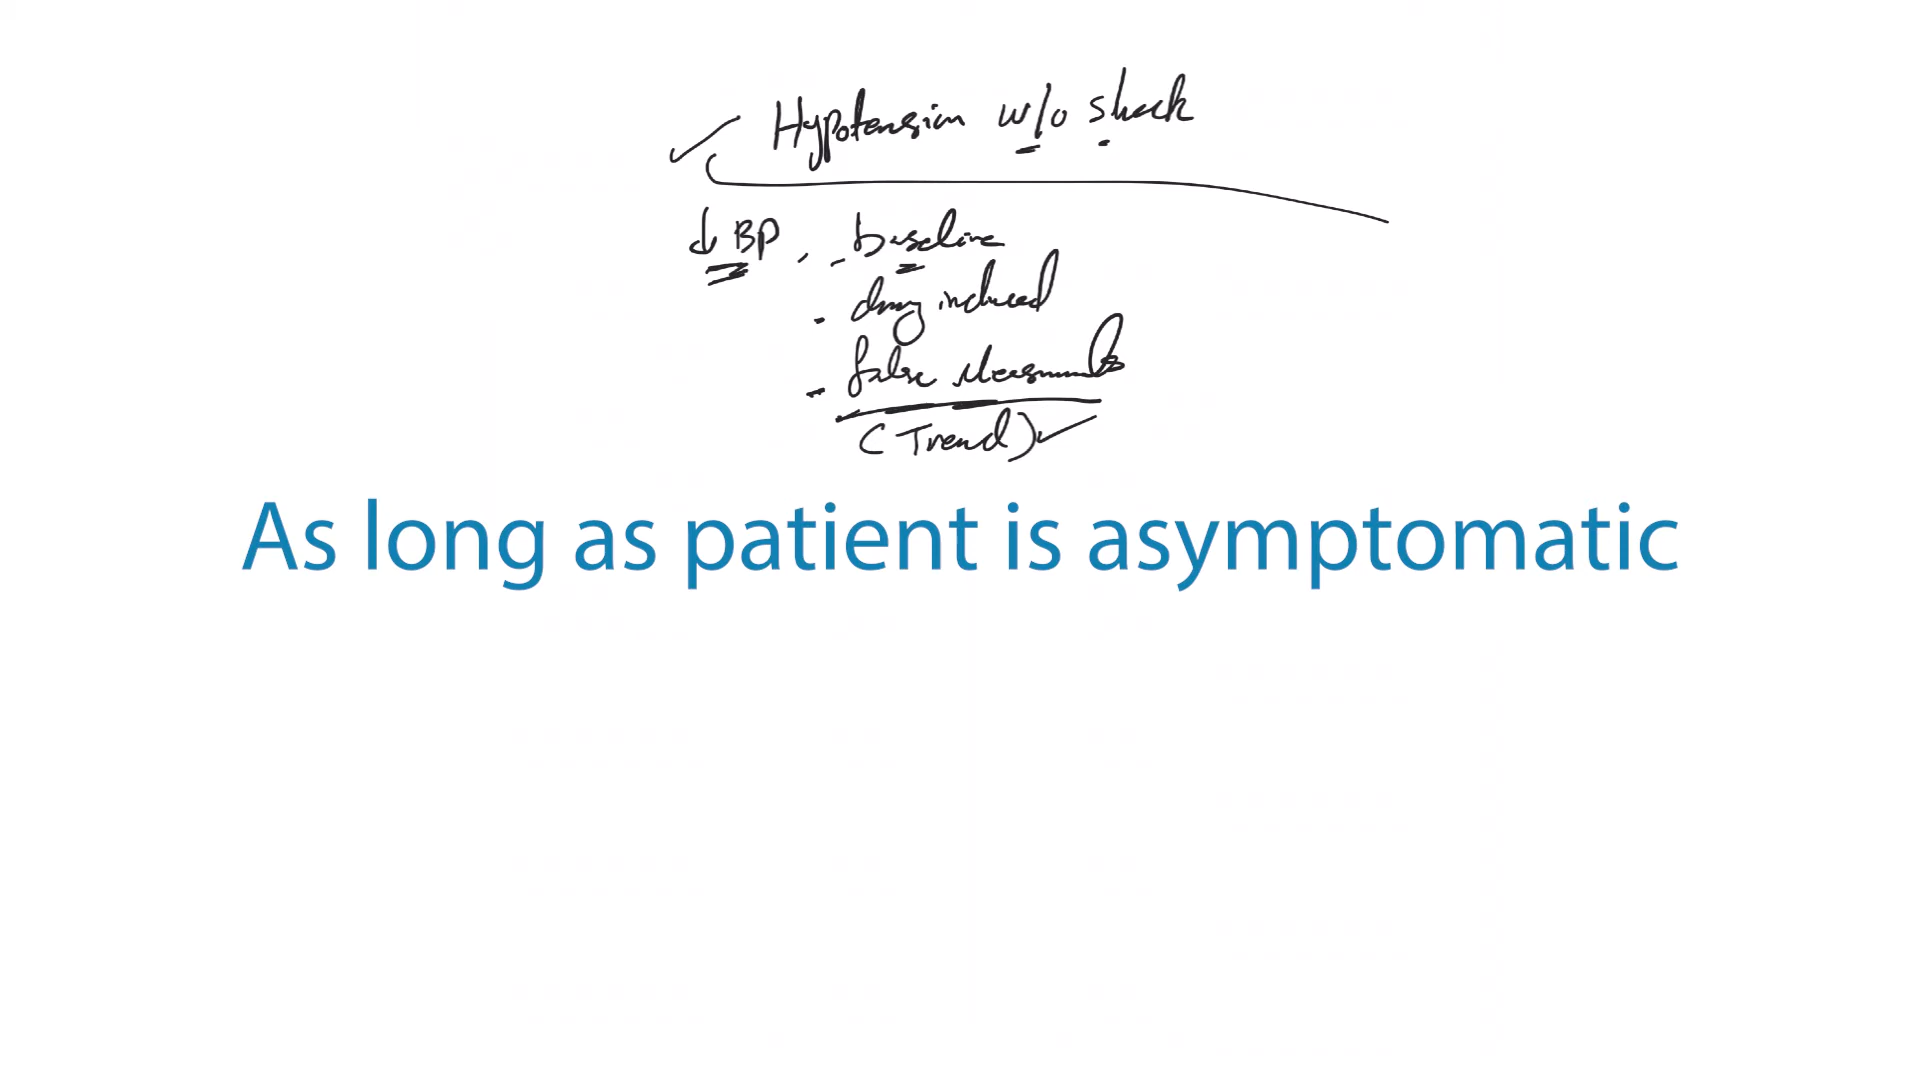 Hypotension w/o shock
↓ BP, - baseline
- drug induced
- false Measurements
(Trend)
As long as patient is asymptomatic